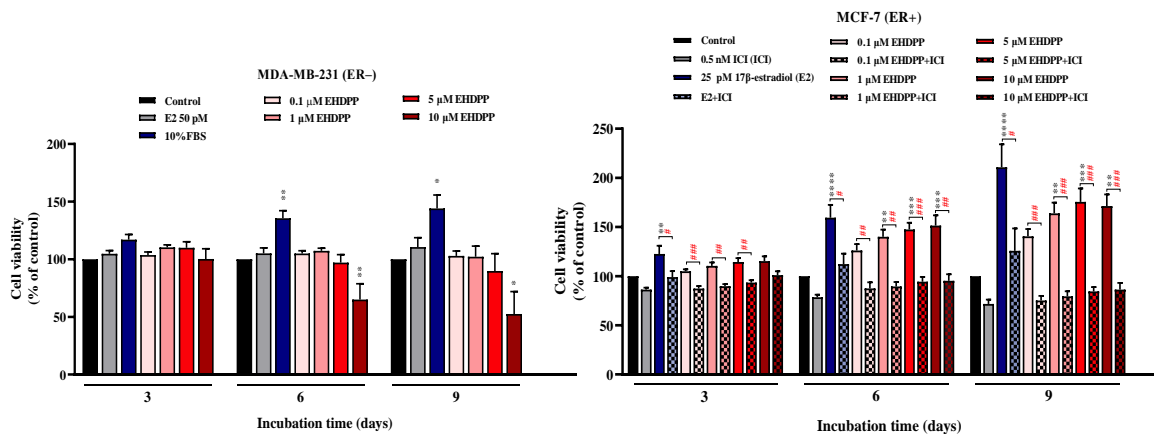 MDA-MB-231 (ER−)
Control
E2 50 pM
10%FBS
0.1 μM EHDPP
1 μM EHDPP
5 μM EHDPP
10 μM EHDPP
Cell viability
(% of control)
200
150
100
50
0
**
**
*
*
3
6
9
Incubation time (days)
MCF-7 (ER+)
Control
0.5 nM ICI (ICI)
25 pM 17β-estradiol (E2)
E2+ICI
0.1 μM EHDPP
0.1 μM EHDPP+ICI
1 μM EHDPP
1 μM EHDPP+ICI
5 μM EHDPP
5 μM EHDPP+ICI
10 μM EHDPP
10 μM EHDPP+ICI
Cell viability
(% of control)
250
200
150
100
50
0
**
#
###
##
##
****
#
##
**
##
***
###
***
##
****
#
###
**
###
***
###
**
###
3
6
9
Incubation time (days)